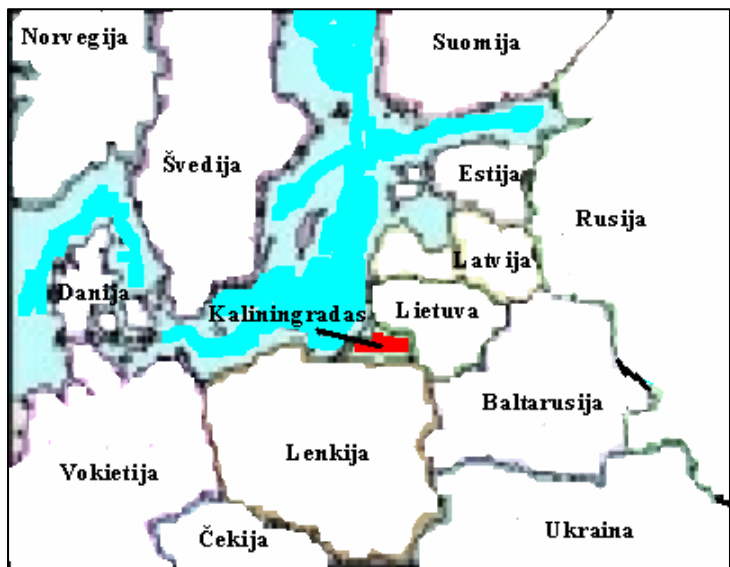 Norvegija
Suomija
Švedija
Estija
Rusija
Latvija
Danija
Kaliningradas
Lietuva
Baltarusija
Lenkija
Vokietija
Čekija
Ukraina